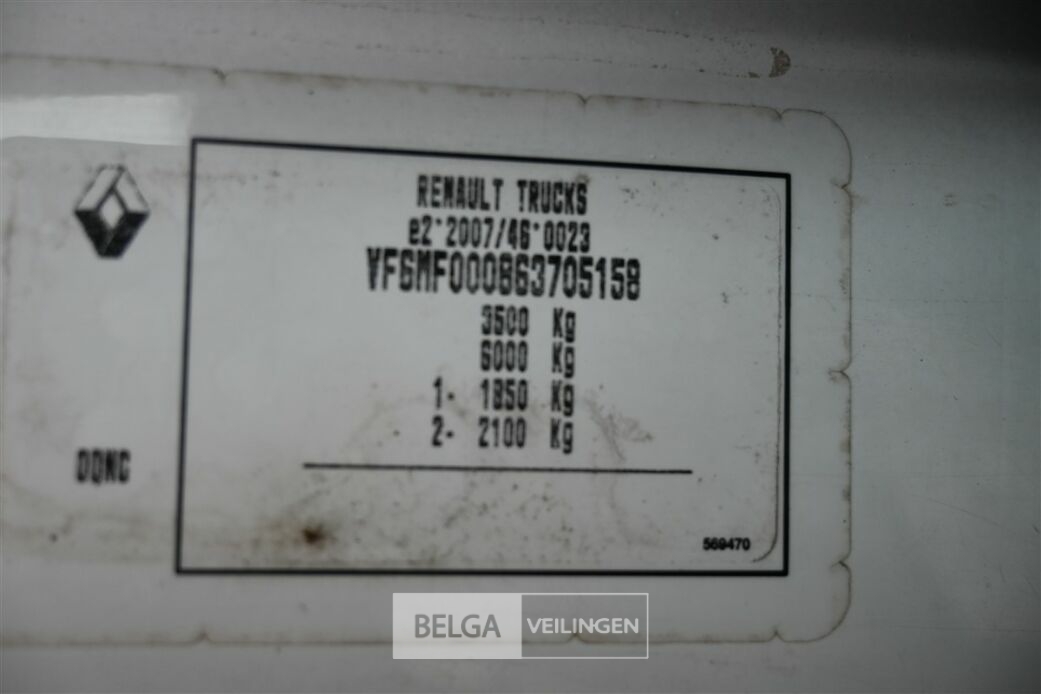 RENAULT TRUCKS
e2*2007/46*0023
VF6MF000863705158
3500 Kg
6000 Kg
1- 1850 Kg
2- 2100 Kg
DQNC
569470
BELGA VEILINGEN